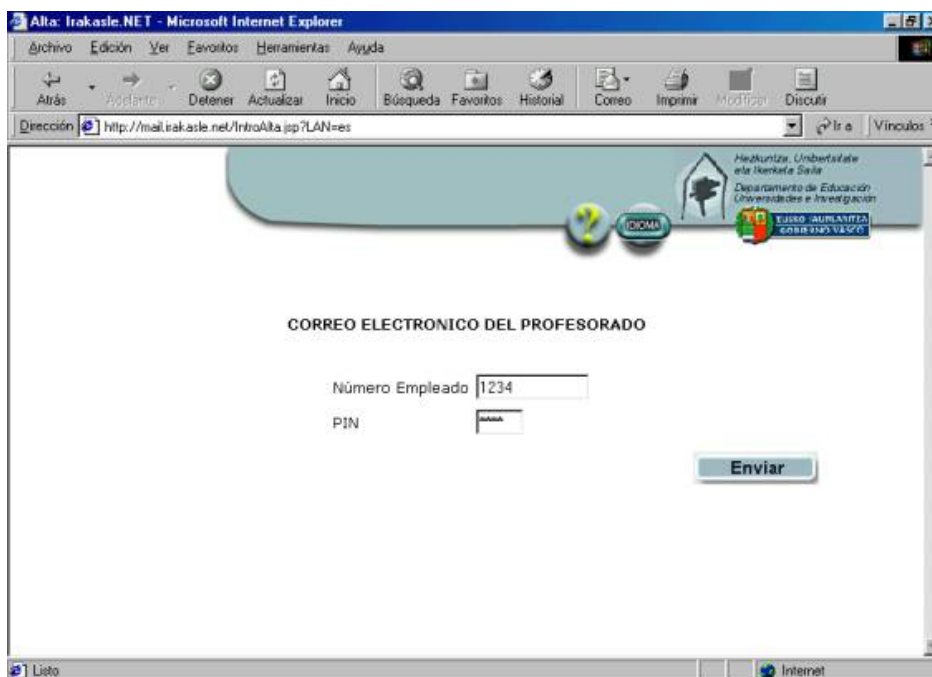 Alta: Irakasle.NET - Microsoft Internet Explorer
Archivo Edición Ver Favoritos Herramientas Ayuda
Atrás Adelante Detener Actualizar Inicio Búsqueda Favoritos Historial Correo Imprimir Modificar Discutir
Dirección http://mail.irakasle.net/IntroAlta.jsp?LAN=es Ir a Vínculos
Hezkuntza, Unibertsitate
eta Ikerketa Saila
Departamento de Educación
Universidades e Investigación
IDIOMA
EUSKO JAURLARITZA
GOBIERNO VASCO
CORREO ELECTRONICO DEL PROFESORADO
Número Empleado 1234
PIN ****
Enviar
Listo Internet